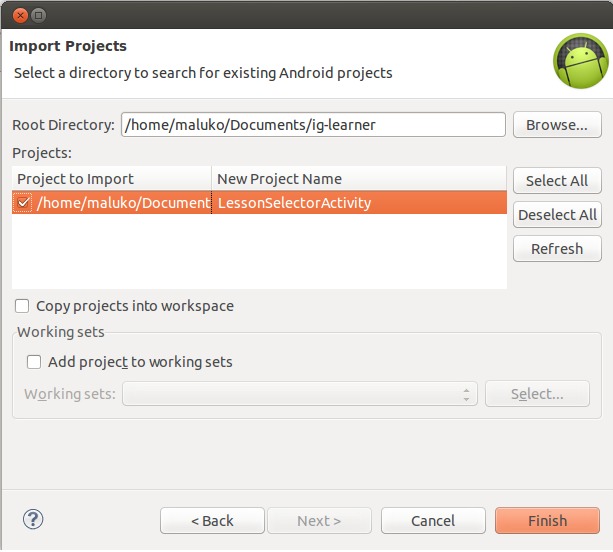 Import Projects
Select a directory to search for existing Android projects
Root Directory: /home/maluko/Documents/ig-learner Browse...
Projects:
Project to Import New Project Name
/home/maluko/Document LessonSelectorActivity
Select All
Deselect All
Refresh
Copy projects into workspace
Working sets
Add project to working sets
Working sets: Select...
? < Back Next > Cancel Finish